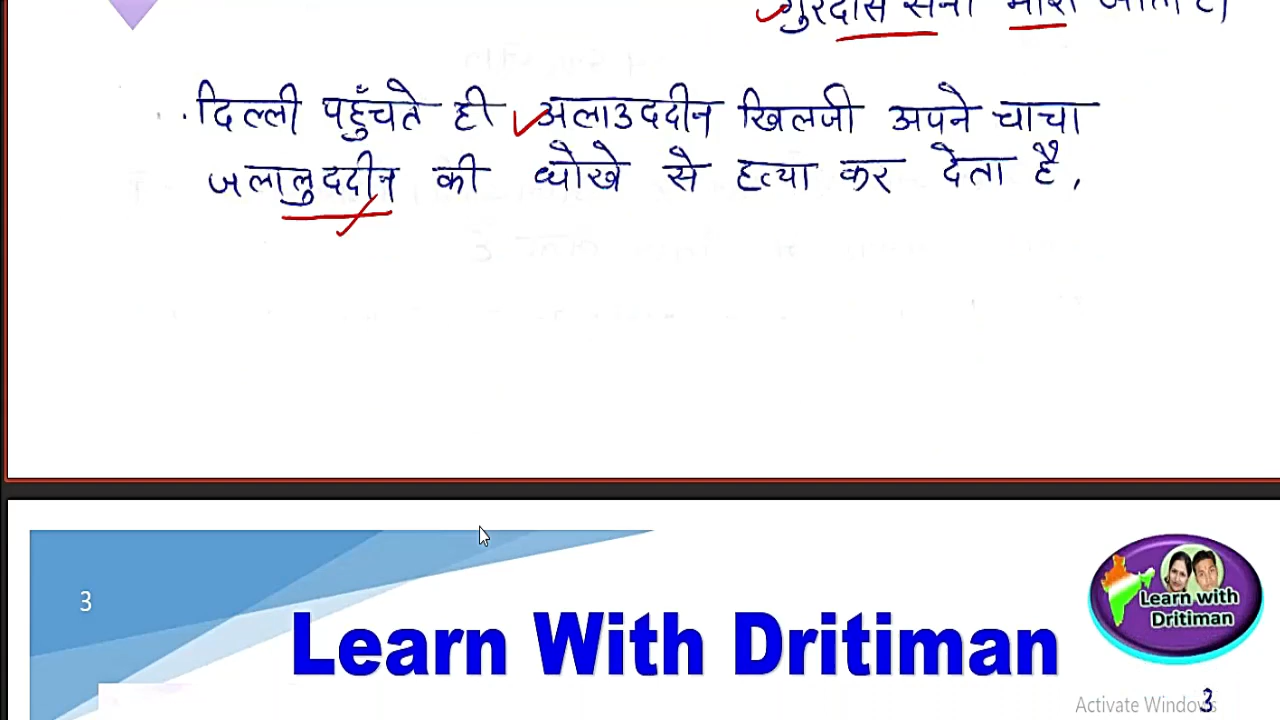 गुरदास सेना मारा जाता है।
दिल्ली पहुँचते ही अलाउददीन खिलजी अपने चाचा
जलालुददीन की धोखे से हत्या कर देता है,
3
Learn With Dritiman
Learn with
Dritiman
Activate Windows
3